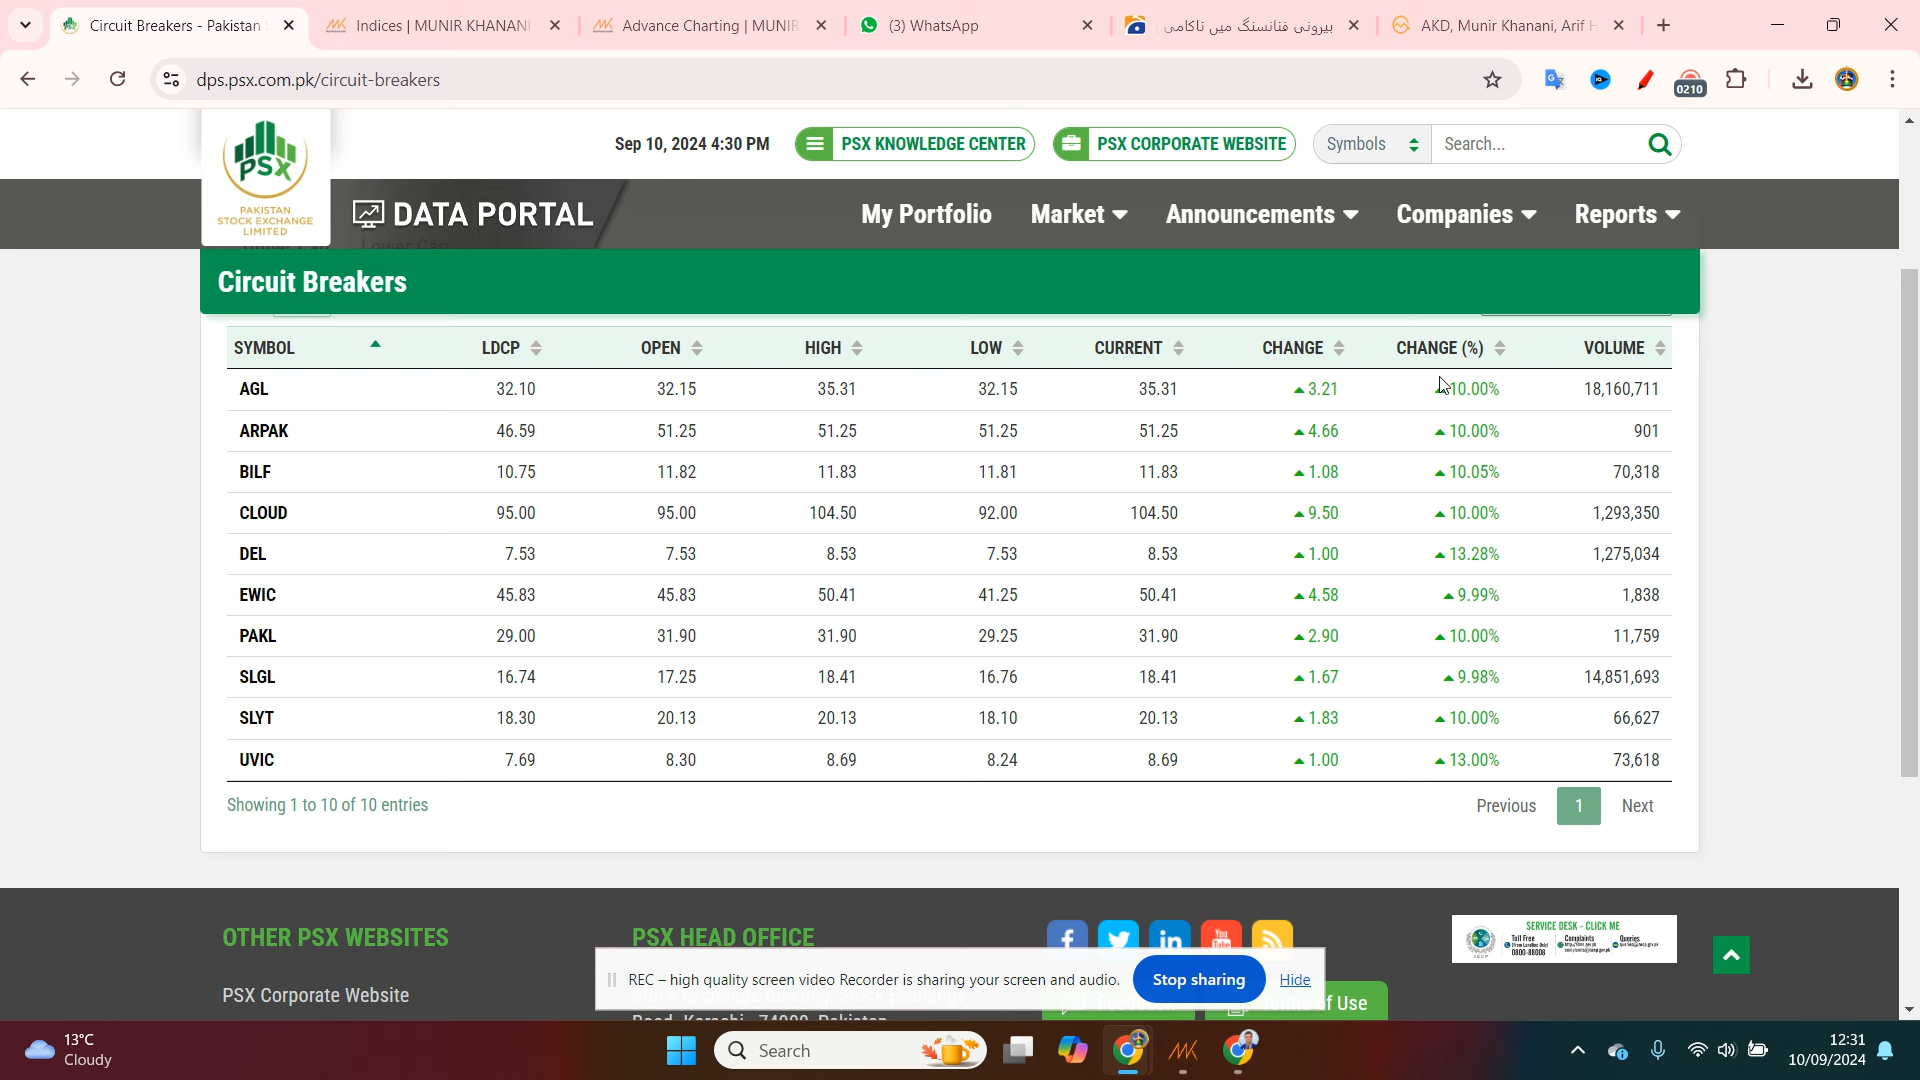 Circuit Breakers - Pakistan
Indices | MUNIR KHANANI
Advance Charting | MUNIR
(3) WhatsApp
بیرونی فنانسنگ میں ناکامی
AKD, Munir Khanani, Arif H
dps.psx.com.pk/circuit-breakers
0210
PSX
PAKISTAN
STOCK EXCHANGE
LIMITED
Sep 10, 2024 4:30 PM
PSX KNOWLEDGE CENTER
PSX CORPORATE WEBSITE
Symbols
Search...
DATA PORTAL
My Portfolio
Market
Announcements
Companies
Reports
Circuit Breakers
SYMBOL LDCP OPEN HIGH LOW CURRENT CHANGE CHANGE (%) VOLUME
AGL 32.10 32.15 35.31 32.15 35.31 3.21 10.00% 18,160,711
ARPAK 46.59 51.25 51.25 51.25 51.25 4.66 10.00% 901
BILF 10.75 11.82 11.83 11.81 11.83 1.08 10.05% 70,318
CLOUD 95.00 95.00 104.50 92.00 104.50 9.50 10.00% 1,293,350
DEL 7.53 7.53 8.53 7.53 8.53 1.00 13.28% 1,275,034
EWIC 45.83 45.83 50.41 41.25 50.41 4.58 9.99% 1,838
PAKL 29.00 31.90 31.90 29.25 31.90 2.90 10.00% 11,759
SLGL 16.74 17.25 18.41 16.76 18.41 1.67 9.98% 14,851,693
SLYT 18.30 20.13 20.13 18.10 20.13 1.83 10.00% 66,627
UVIC 7.69 8.30 8.69 8.24 8.69 1.00 13.00% 73,618
Showing 1 to 10 of 10 entries
Previous 1 Next
OTHER PSX WEBSITES
PSX HEAD OFFICE
SERVICE DESK - CLICK ME
Toll Free
Complaints
Queries
0800-88008
SECP
PSX Corporate Website
REC – high quality screen video Recorder is sharing your screen and audio.
Stop sharing
Hide
of Use
13°C
Cloudy
Search
12:31
10/09/2024